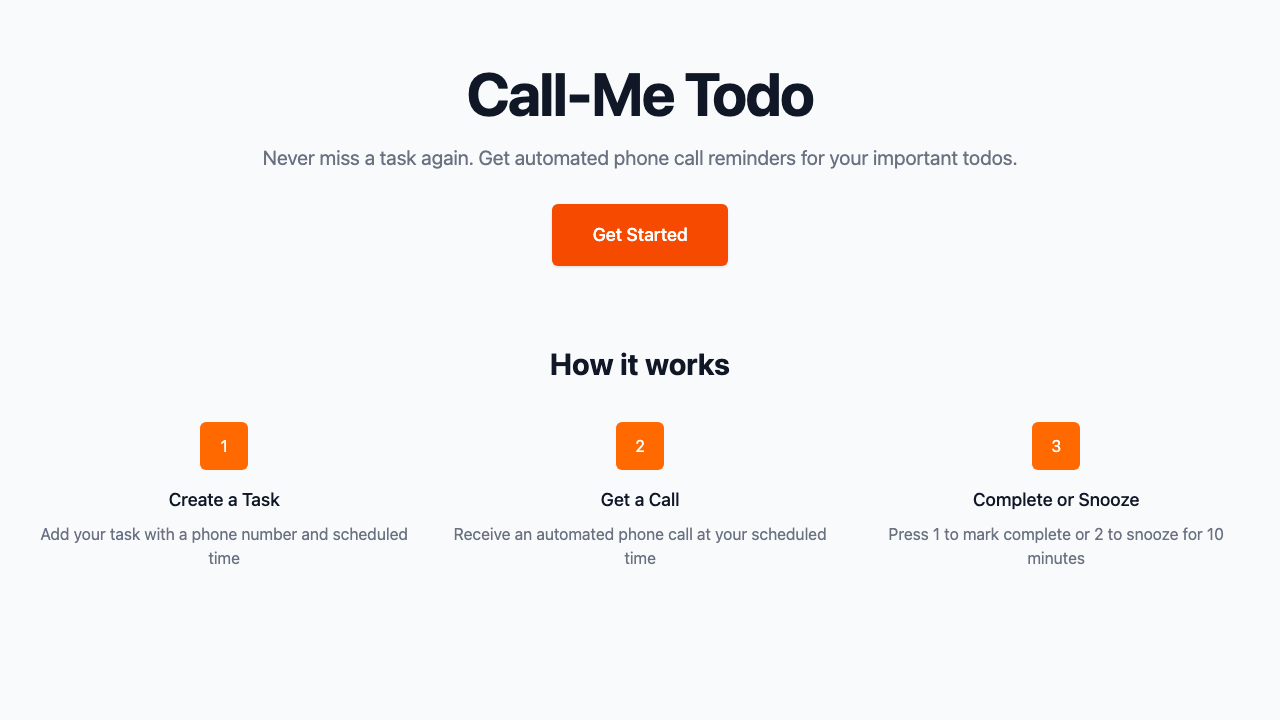 Call-Me Todo
Never miss a task again. Get automated phone call reminders for your important todos.
Get Started
How it works
1
Create a Task
Add your task with a phone number and scheduled
time
2
Get a Call
Receive an automated phone call at your scheduled
time
3
Complete or Snooze
Press 1 to mark complete or 2 to snooze for 10
minutes